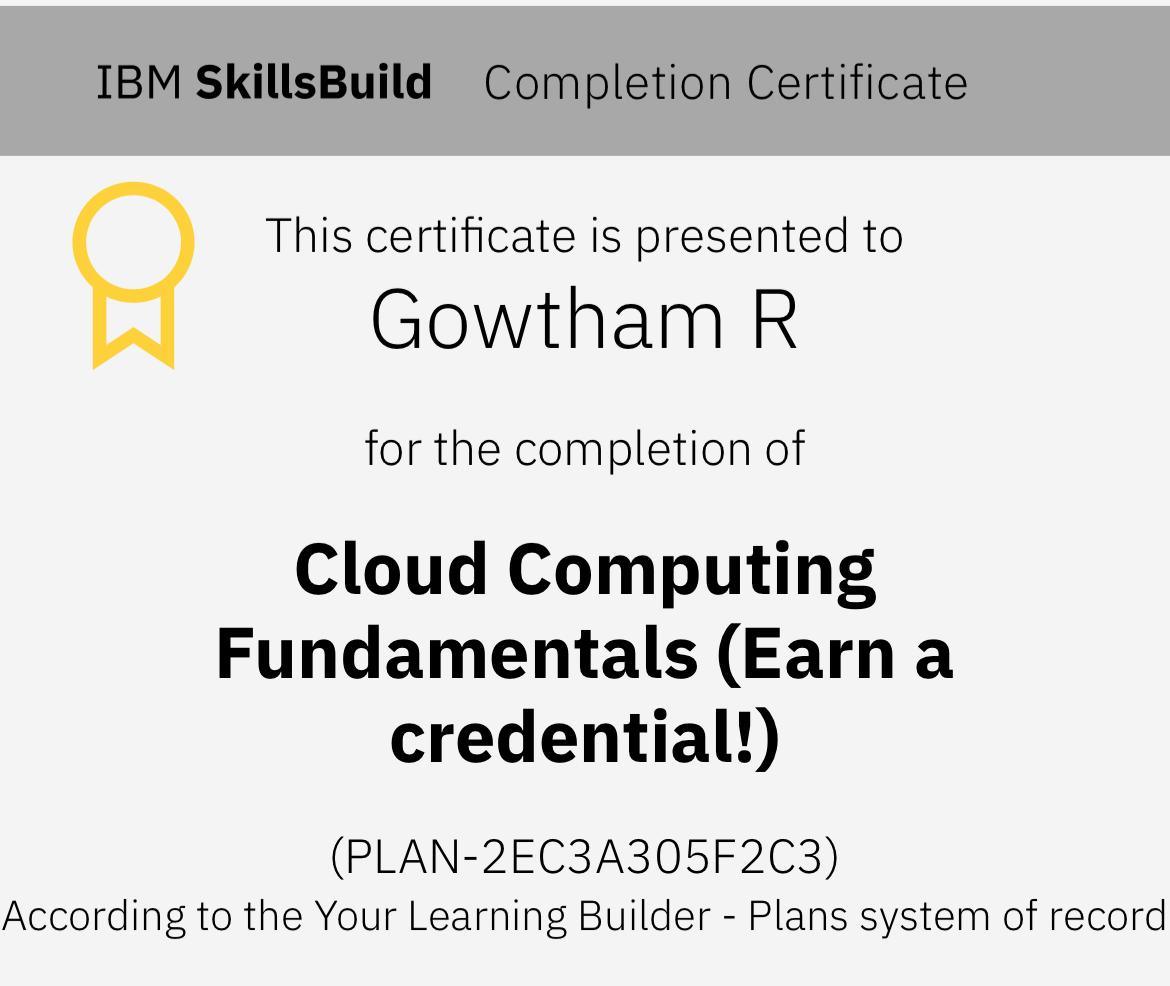 IBM SkillsBuild Completion Certificate
This certificate is presented to
Gowtham R
for the completion of
Cloud Computing
Fundamentals (Earn a
credential!)
(PLAN-2EC3A305F2C3)
According to the Your Learning Builder - Plans system of record